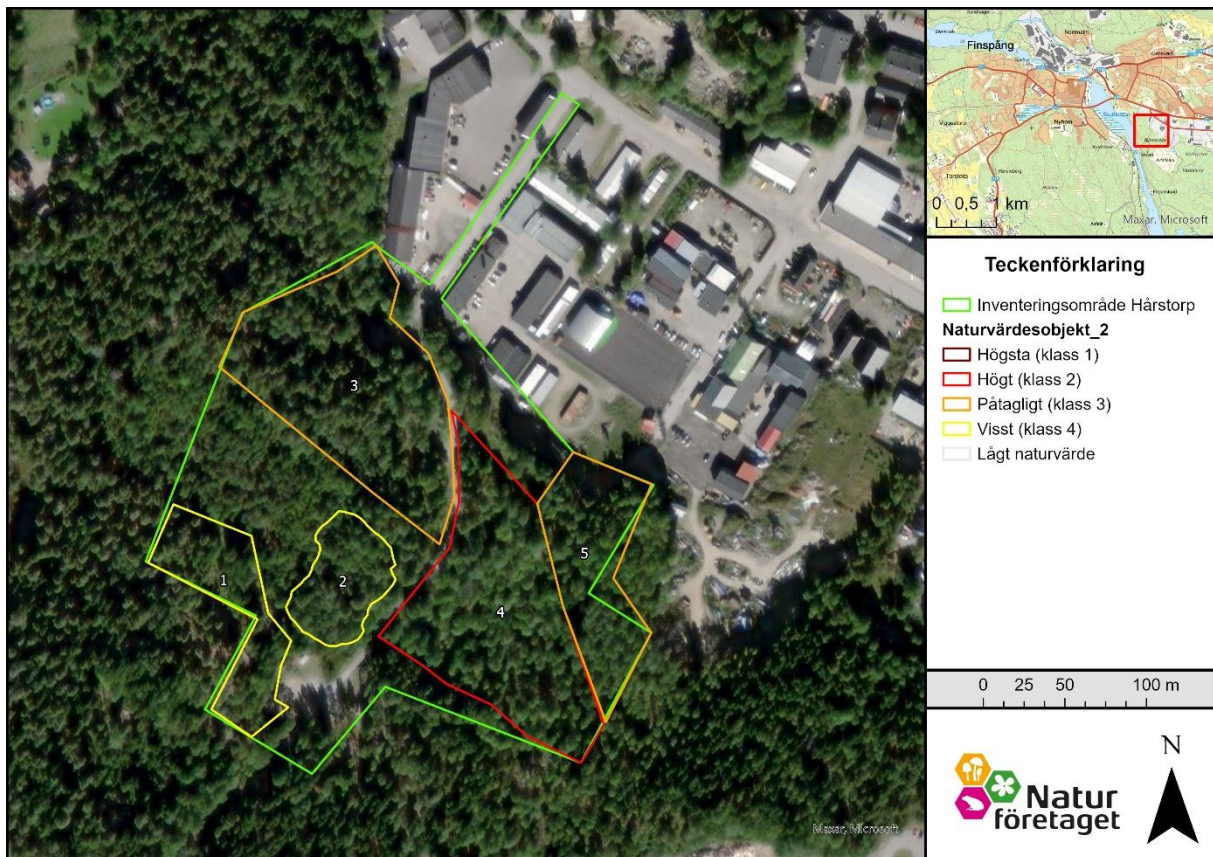 3
1
2
5
4
Maxar, Microsoft
Finspång
Nyhem
0 0,5 1 km
Maxar, Microsoft
Teckenförklaring
Inventeringsområde Hårstorp
Naturvärdesobjekt_2
Högsta (klass 1)
Högt (klass 2)
Påtagligt (klass 3)
Visst (klass 4)
Lågt naturvärde
0 25 50 100 m
Natur
företaget
N